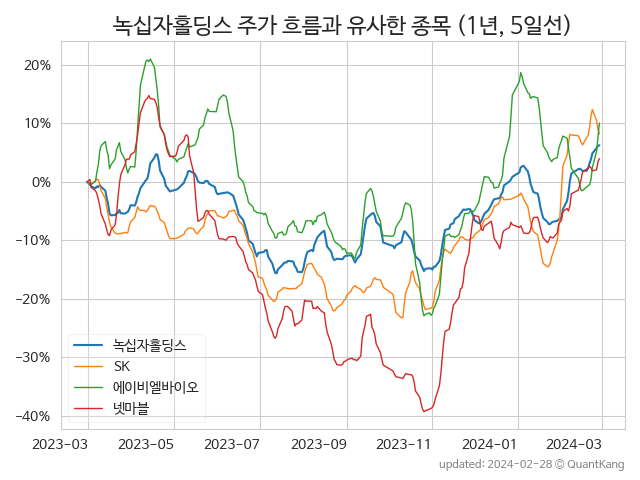 녹십자홀딩스 주가 흐름과 유사한 종목 (1년, 5일선)
20%
10%
0%
−10%
−20%
−30%
−40%
녹십자홀딩스
SK
에이비엘바이오
넷마블
2023-03
2023-05
2023-07
2023-09
2023-11
2024-01
2024-03
updated: 2024-02-28 ⓒ QuantKang